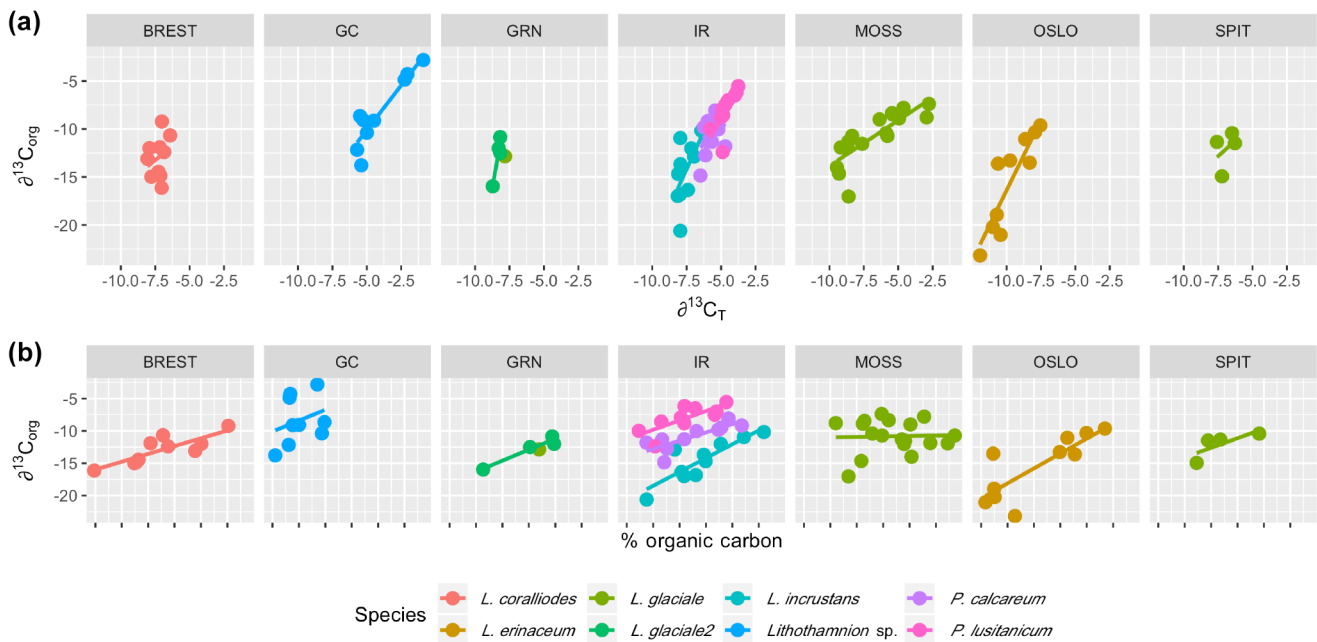 (a)
BREST GC GRN IR MOSS OSLO SPIT
-5
-10
-15
-20
∂13Corg
-10.0 -7.5 -5.0 -2.5 -10.0 -7.5 -5.0 -2.5 -10.0 -7.5 -5.0 -2.5 -10.0 -7.5 -5.0 -2.5 -10.0 -7.5 -5.0 -2.5 -10.0 -7.5 -5.0 -2.5 -10.0 -7.5 -5.0 -2.5
∂13CT
(b)
BREST GC GRN IR MOSS OSLO SPIT
-5
-10
-15
-20
∂13Corg
% organic carbon
Species
L. coralliodes L. glaciale L. incrustans P. calcareum
L. erinaceum L. glaciale2 Lithothamnion sp. P. lusitanicum